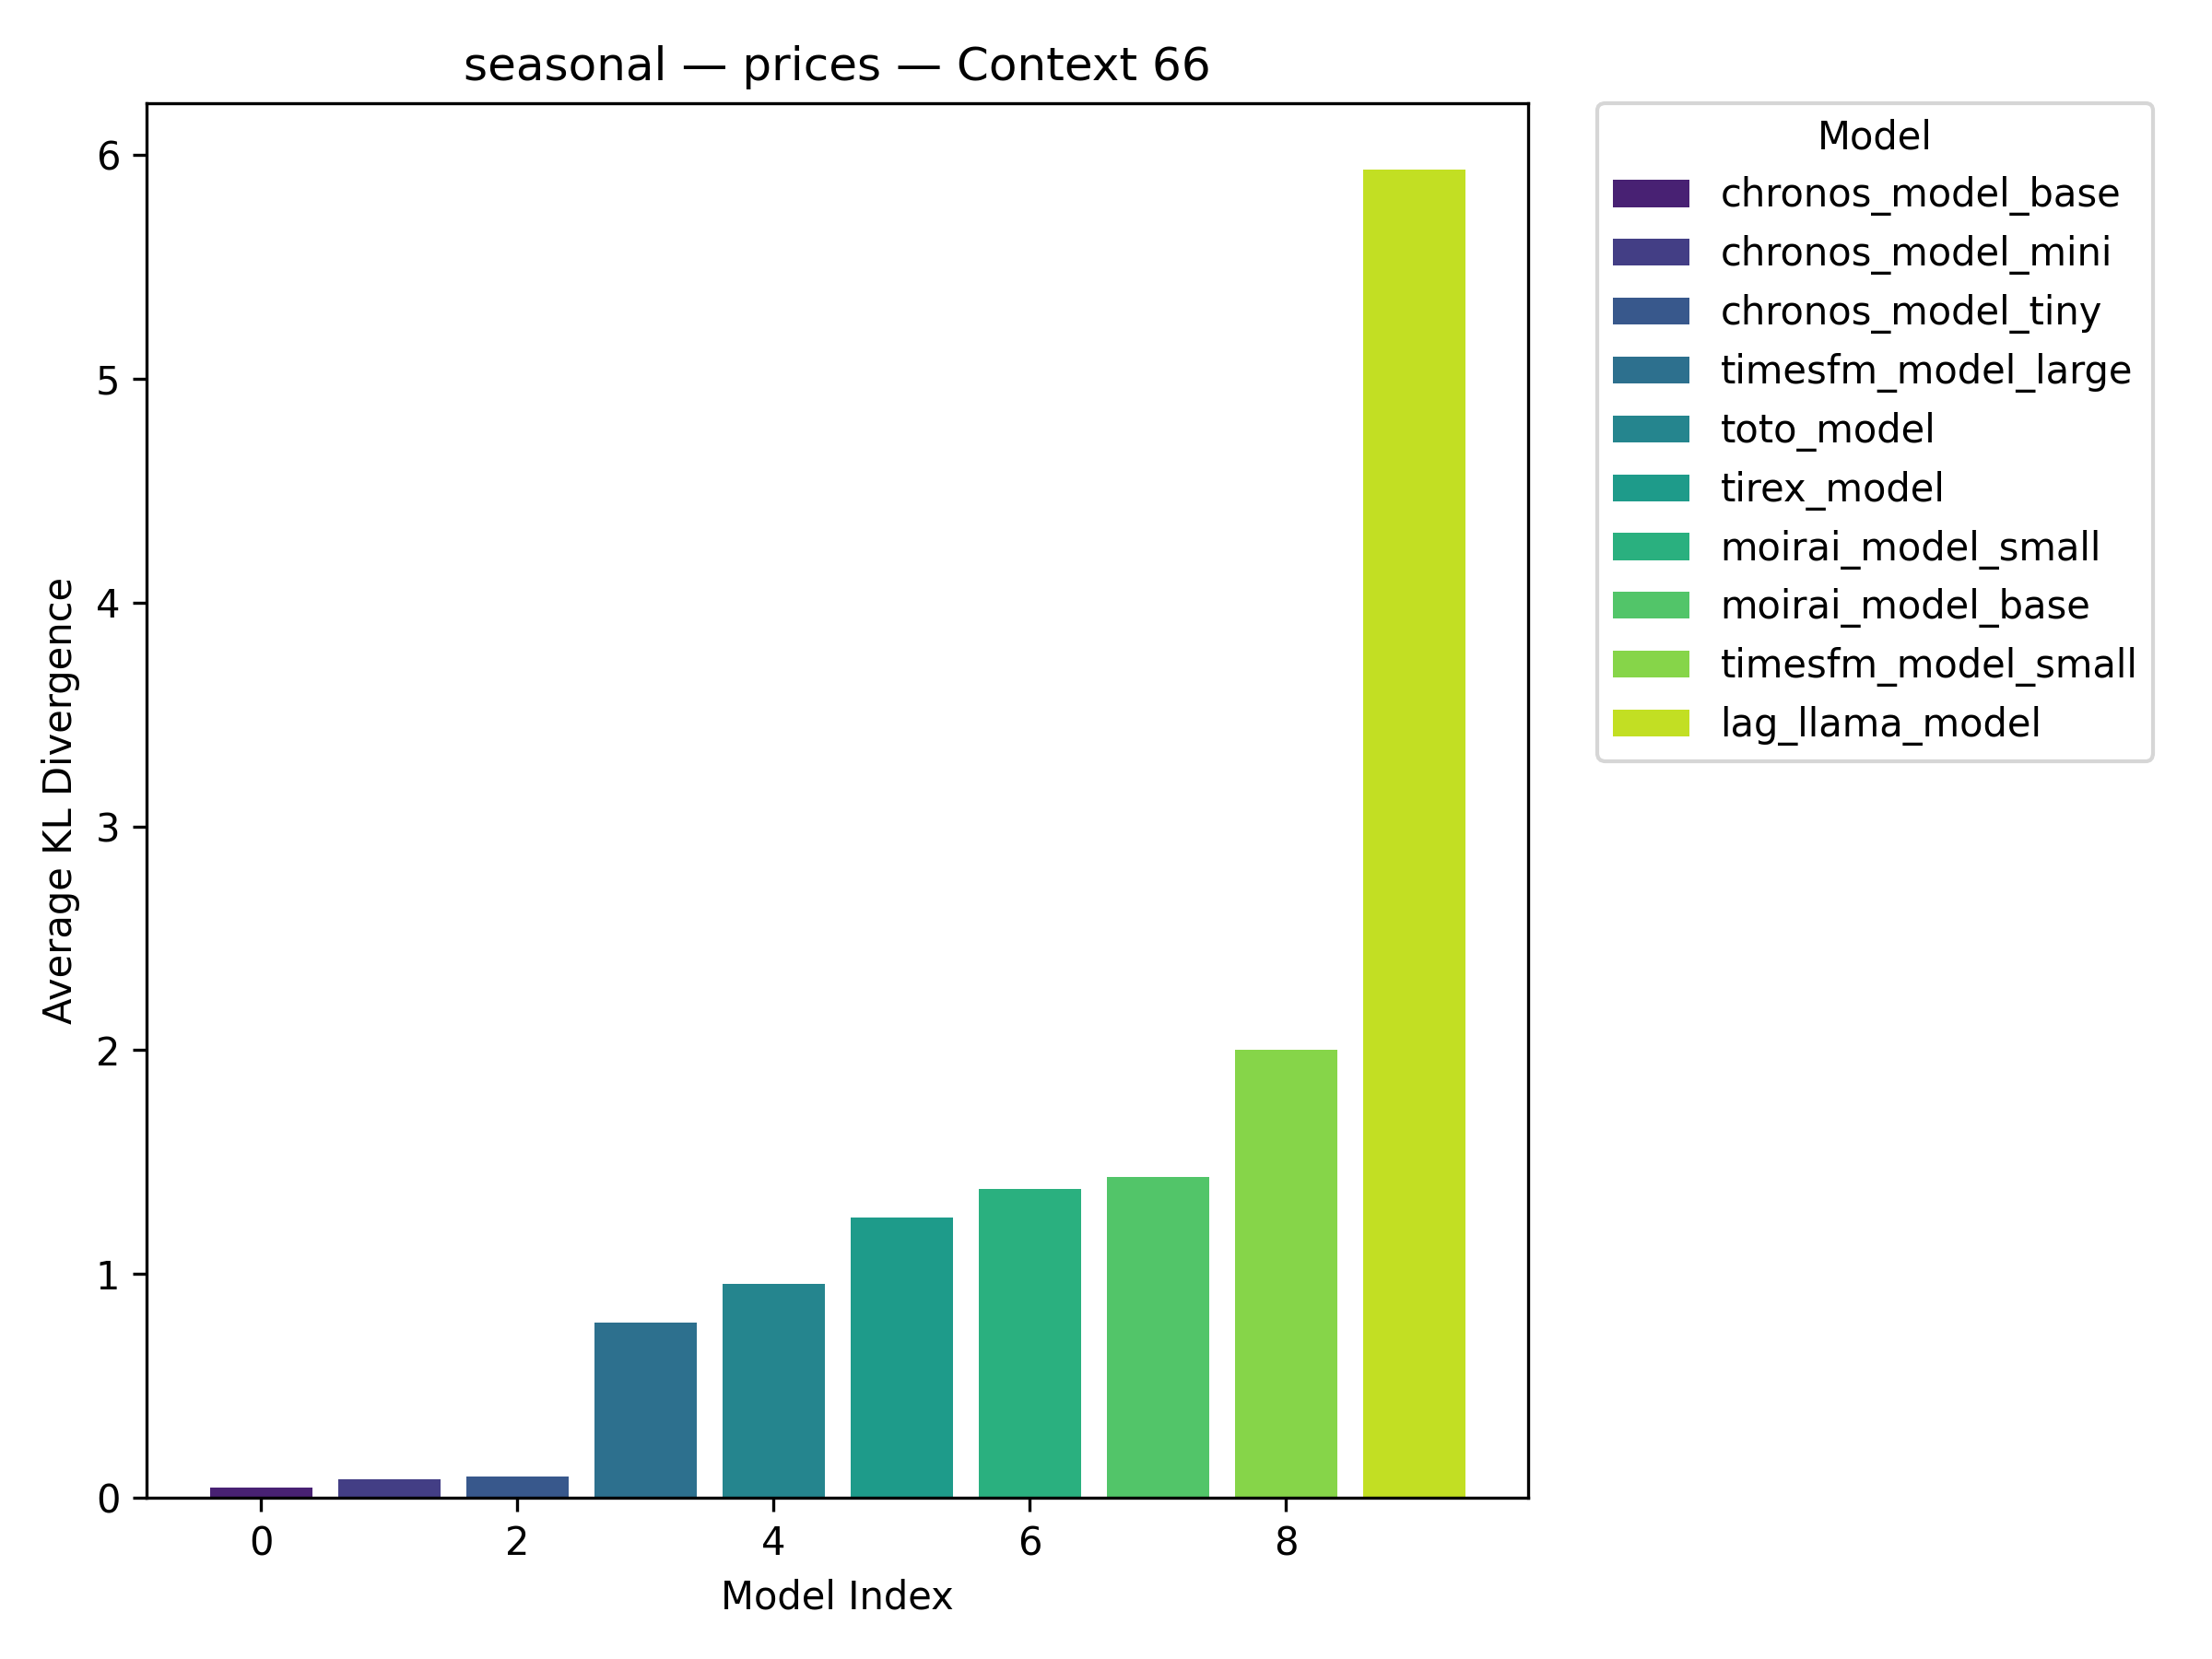 seasonal — prices — Context 66
Average KL Divergence
6
5
4
3
2
1
0
0 2 4 6 8
Model Index
Model
chronos_model_base
chronos_model_mini
chronos_model_tiny
timesfm_model_large
toto_model
tirex_model
moirai_model_small
moirai_model_base
timesfm_model_small
lag_llama_model